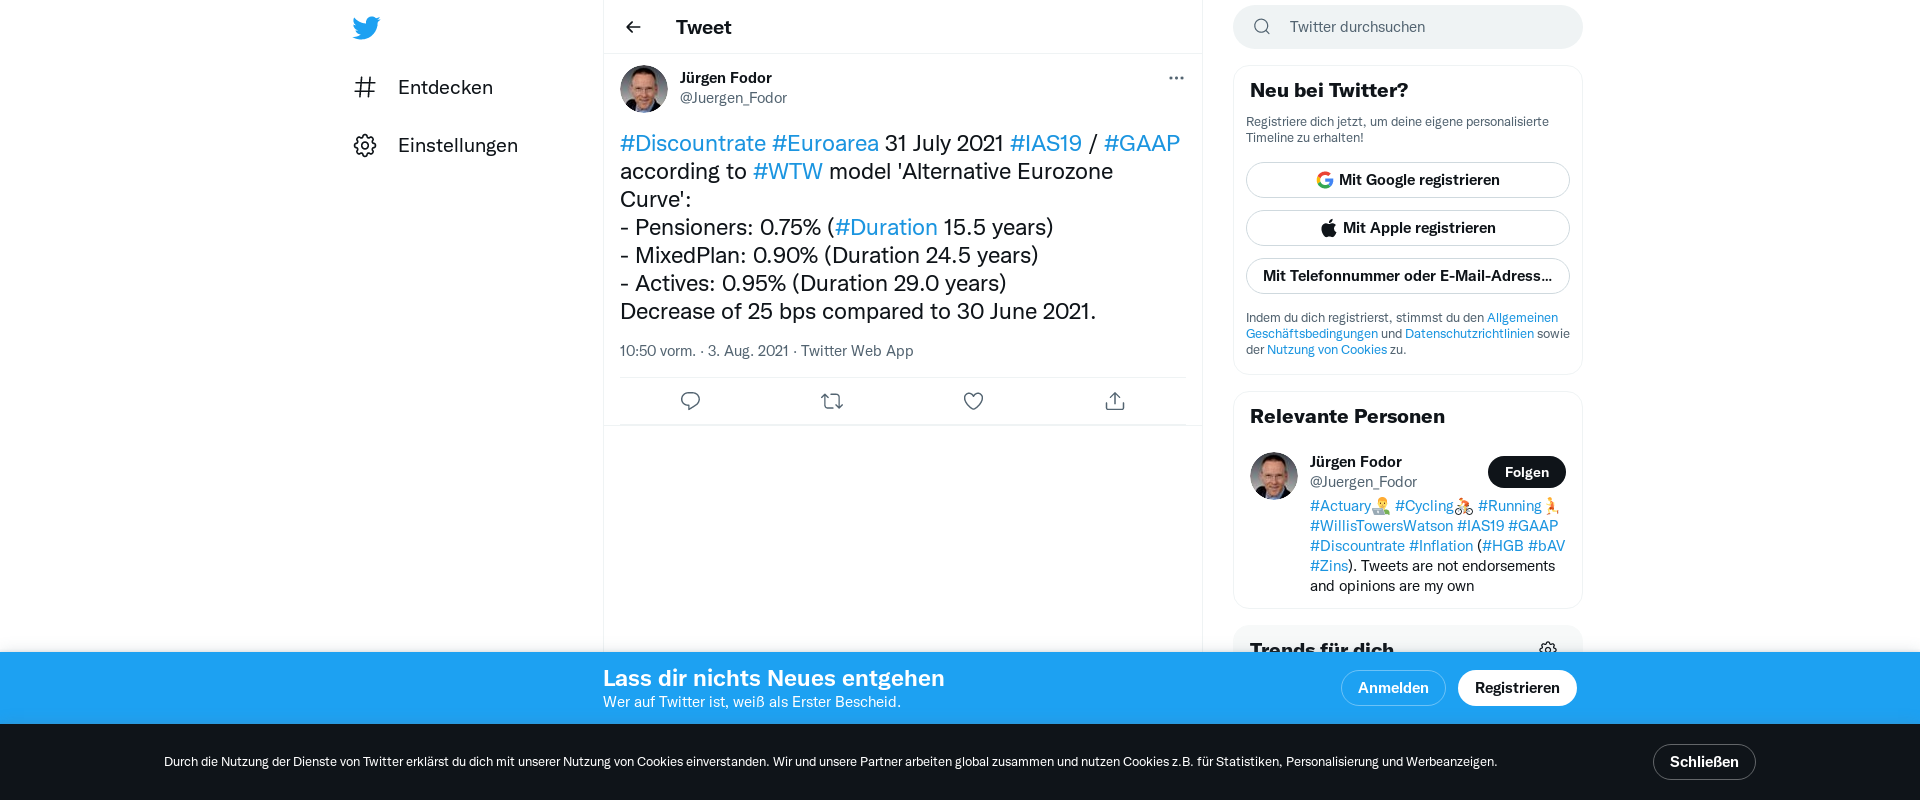 Entdecken
Einstellungen
Tweet
Jürgen Fodor
@Juergen_Fodor
#Discountrate #Euroarea 31 July 2021 #IAS19 / #GAAP
according to #WTW model 'Alternative Eurozone
Curve':
- Pensioners: 0.75% (#Duration 15.5 years)
- MixedPlan: 0.90% (Duration 24.5 years)
- Actives: 0.95% (Duration 29.0 years)
Decrease of 25 bps compared to 30 June 2021.
10:50 vorm. · 3. Aug. 2021 · Twitter Web App
Twitter durchsuchen
Neu bei Twitter?
Registriere dich jetzt, um deine eigene personalisierte
Timeline zu erhalten!
Mit Google registrieren
Mit Apple registrieren
Mit Telefonnummer oder E-Mail-Adress...
Indem du dich registrierst, stimmst du den Allgemeinen
Geschäftsbedingungen und Datenschutzrichtlinien sowie
der Nutzung von Cookies zu.
Relevante Personen
Jürgen Fodor
@Juergen_Fodor
Folgen
#Actuary #Cycling #Running
#WillisTowersWatson #IAS19 #GAAP
#Discountrate #Inflation (#HGB #bAV
#Zins). Tweets are not endorsements
and opinions are my own
Trends für dich
Lass dir nichts Neues entgehen
Wer auf Twitter ist, weiß als Erster Bescheid.
Anmelden
Registrieren
Durch die Nutzung der Dienste von Twitter erklärst du dich mit unserer Nutzung von Cookies einverstanden. Wir und unsere Partner arbeiten global zusammen und nutzen Cookies z.B. für Statistiken, Personalisierung und Werbeanzeigen.
Schließen